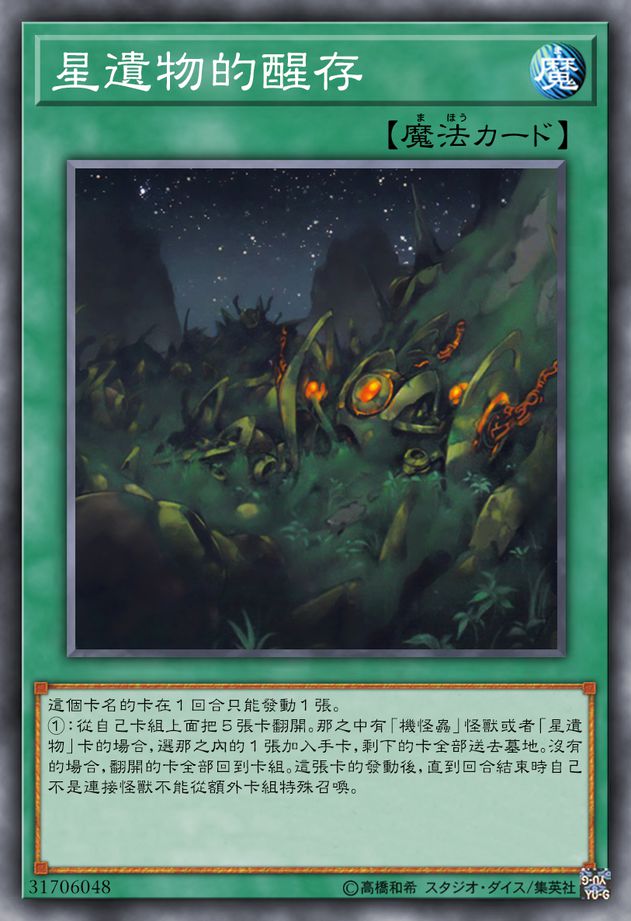 星遺物的醒存
魔
【魔法カード】
まほう
這個卡名的卡在１回合只能發動１張。
①：從自己卡組上面把５張卡翻開。那之中有「機怪蟲」怪獸或者「星遺
物」卡的場合，選那之內的１張加入手卡，剩下的卡全部送去墓地。沒有
的場合，翻開的卡全部回到卡組。這張卡的發動後，直到回合結束時自己
不是連接怪獸不能從額外卡組特殊召喚。
31706048
©高橋和希 スタジオ・ダイス/集英社